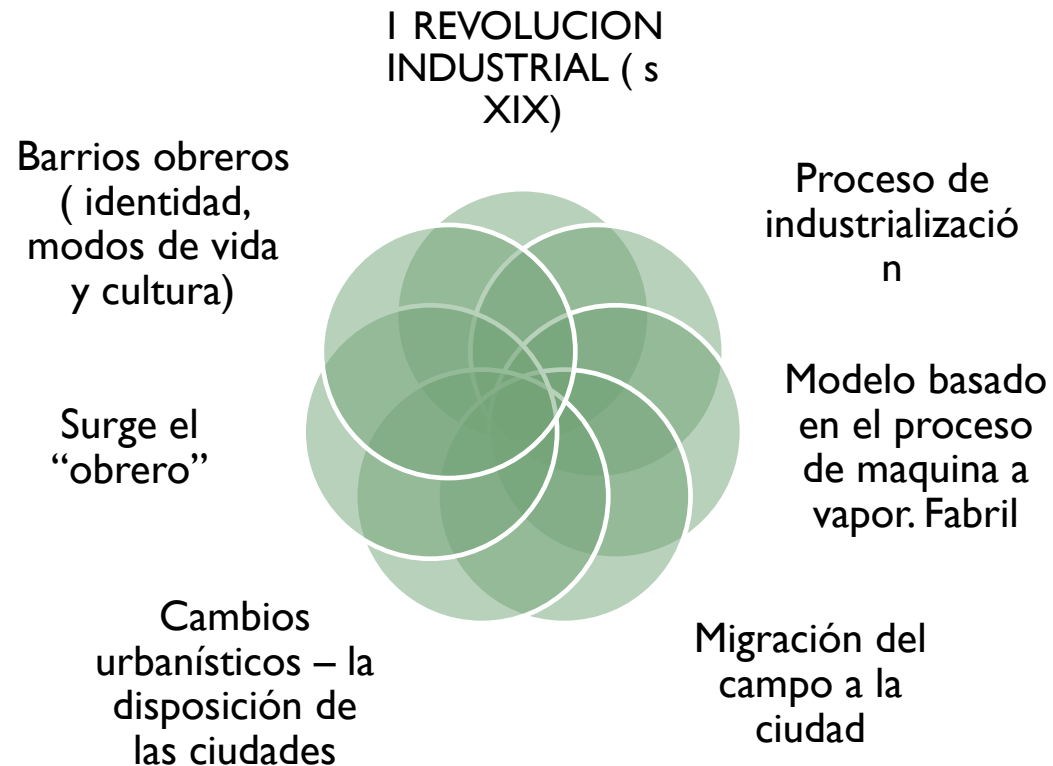 I REVOLUCION
INDUSTRIAL ( s
XIX)
Proceso de
industrializació
n
Modelo basado
en el proceso
de maquina a
vapor. Fabril
Migración del
campo a la
ciudad
Cambios
urbanísticos – la
disposición de
las ciudades
Surge el
“obrero”
Barrios obreros
( identidad,
modos de vida
y cultura)